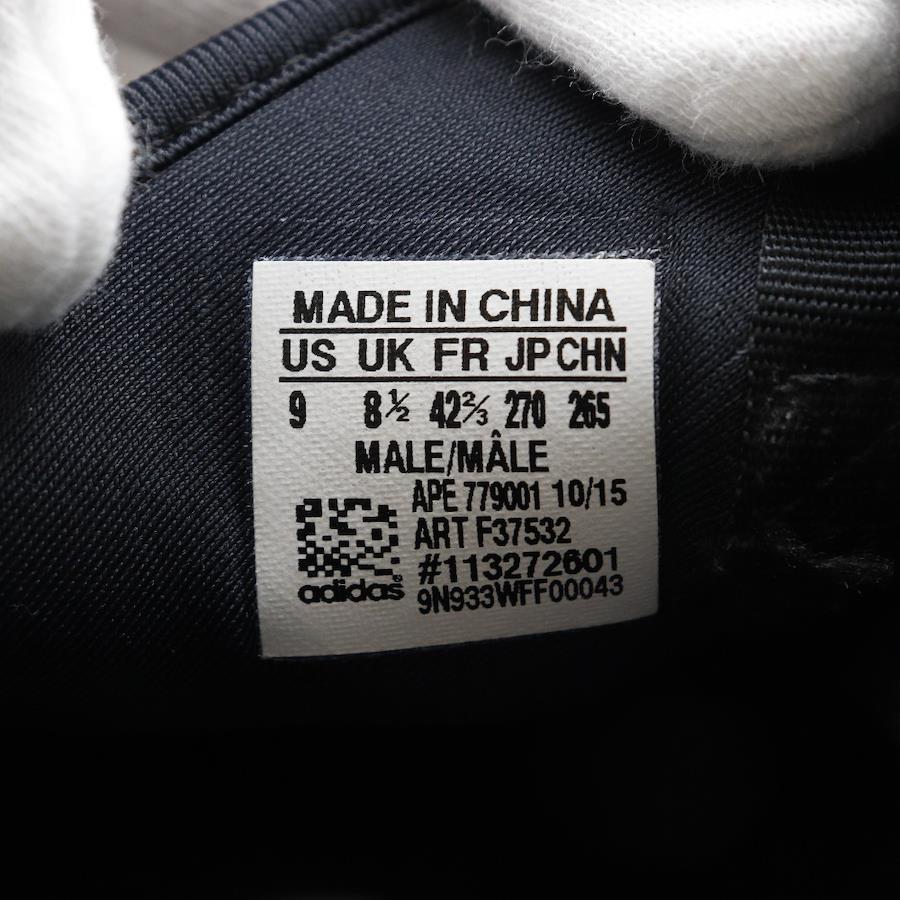 MADE IN CHINA
US UK FR JP CHN
9 8½ 42⅔ 270 265
MALE/MÂLE
APE 779001 10/15
ART F37532
#113272601
adidas® 9N933WFF00043